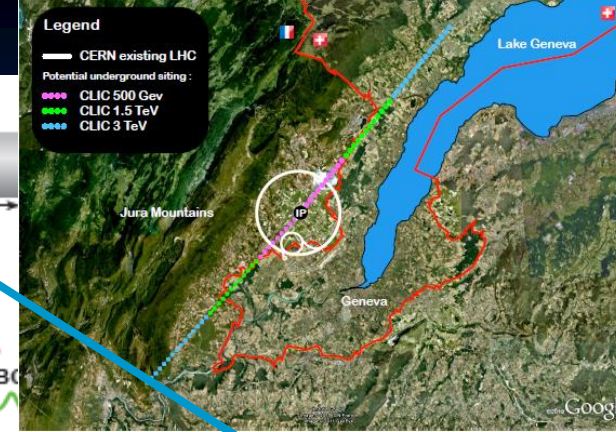 Legend
CERN existing LHC
Potential underground siting :
CLIC 500 Gev
CLIC 1.5 TeV
CLIC 3 TeV
Lake Geneva
Jura Mountains
IP
Geneva